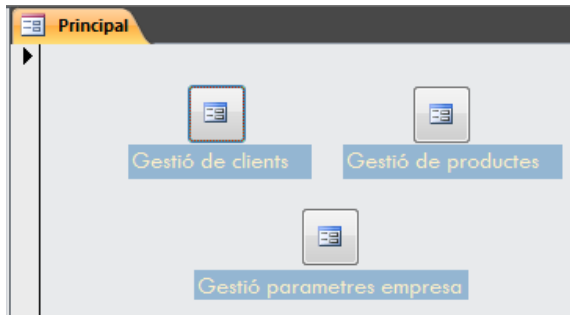 Principal
Gestió de clients
Gestió de productes
Gestió parametres empresa